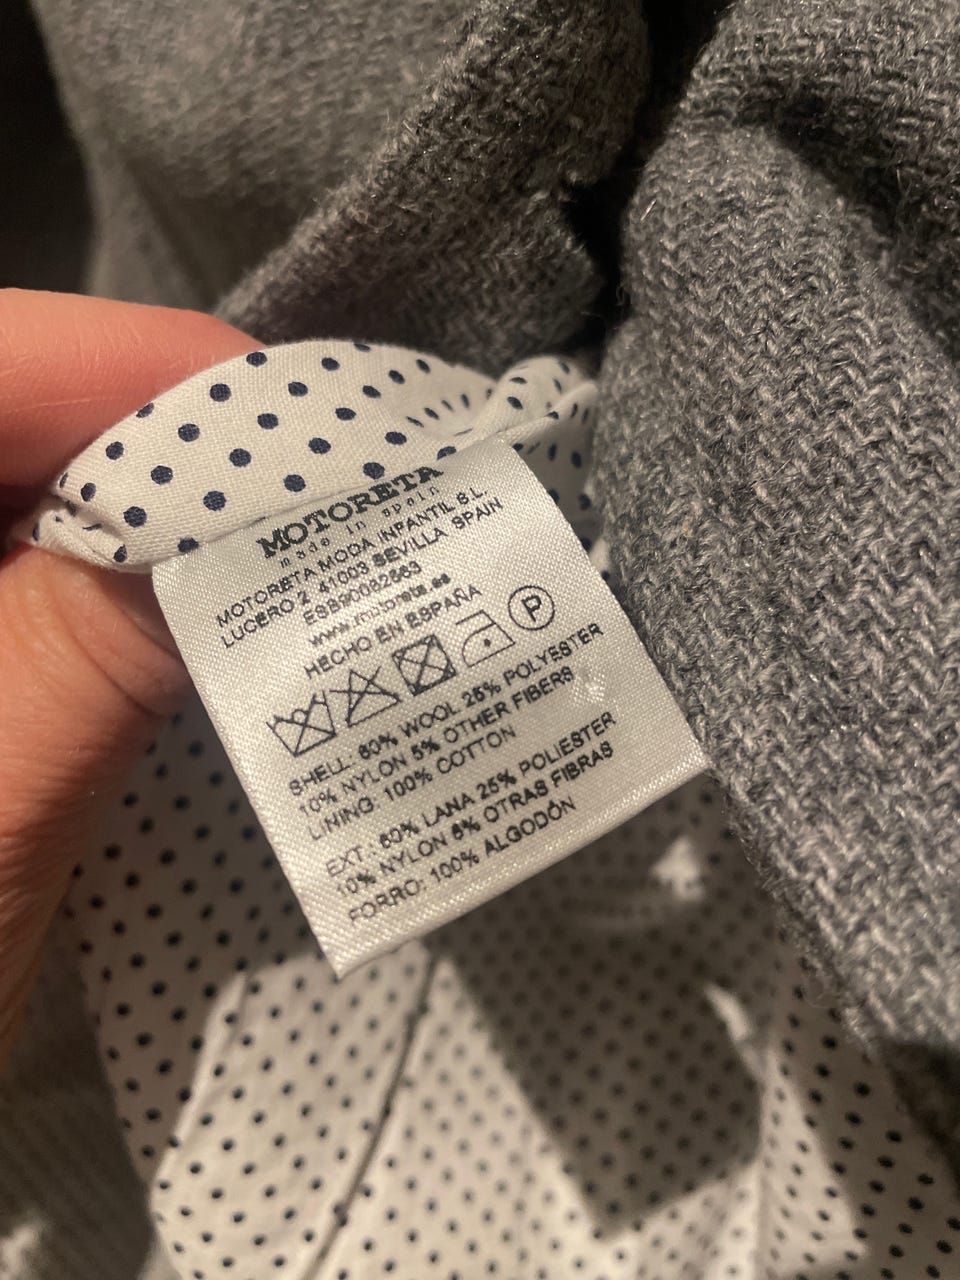 MOTORETA
made in spain
MOTORETA MODA INFANTIL S.L.
LUCERO 2 41003 SEVILLA SPAIN
ESB90082663
www.motoreta.es
HECHO EN ESPAÑA
P
SHELL: 60% WOOL 25% POLYESTER
10% NYLON 5% OTHER FIBERS
LINING: 100% COTTON
EXT.: 60% LANA 25% POLIESTER
10% NYLON 5% OTRAS FIBRAS
FORRO: 100% ALGODÓN